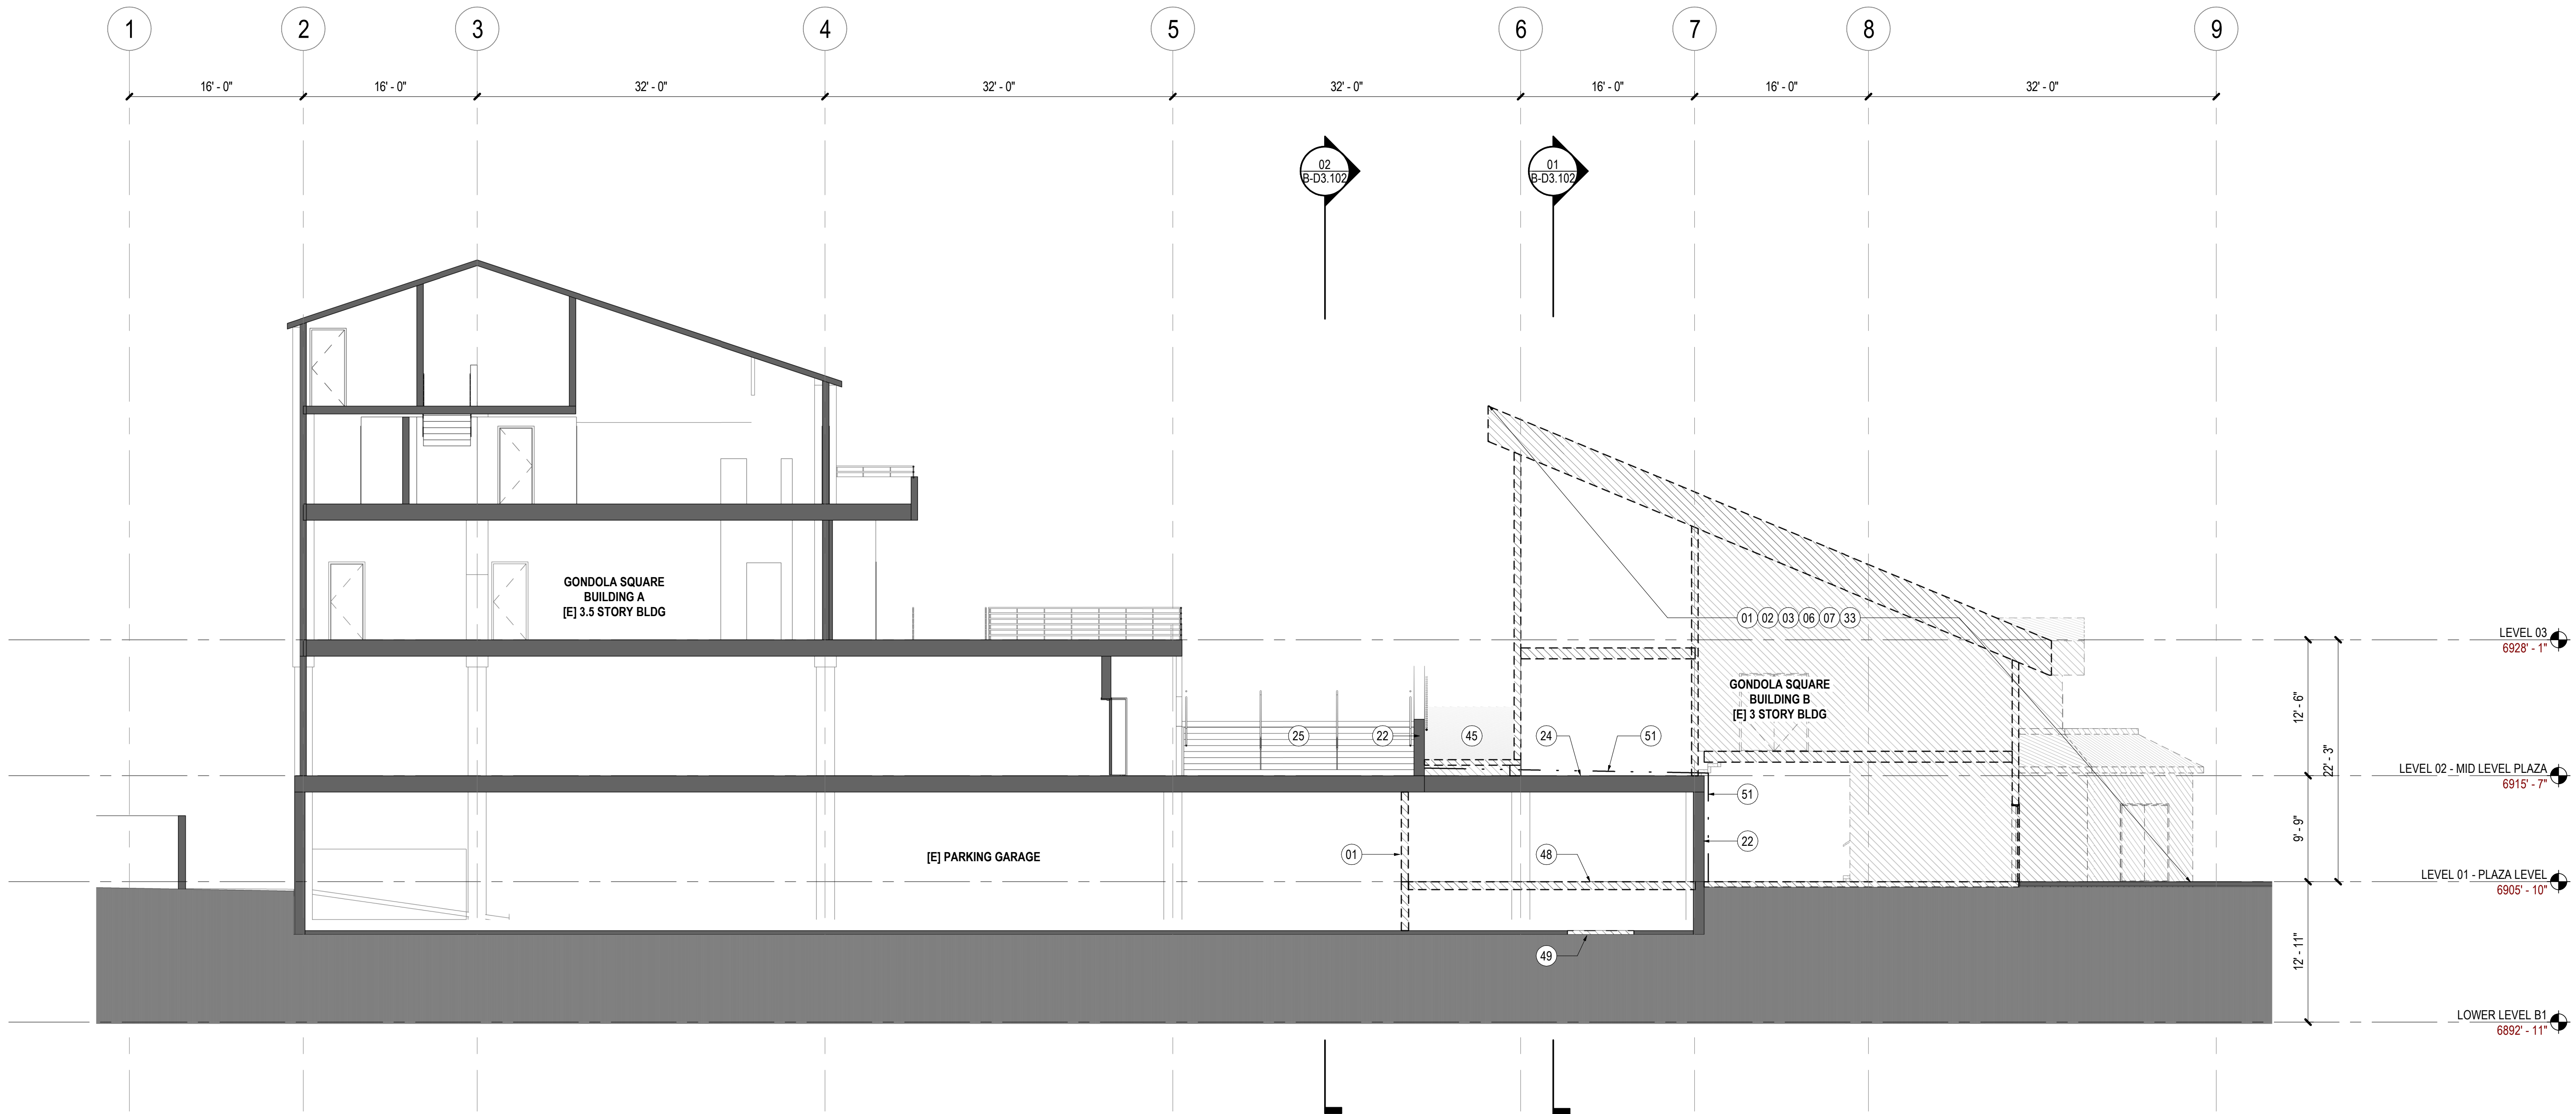 1 2 3 4 5 6 7 8 9
16' - 0" 16' - 0" 32' - 0" 32' - 0" 32' - 0" 16' - 0" 16' - 0" 32' - 0"
02
B-D3.102
01
B-D3.102
GONDOLA SQUARE
BUILDING A
[E] 3.5 STORY BLDG
01 02 03 06 07 33
LEVEL 03
6928' - 1"
GONDOLA SQUARE
BUILDING B
[E] 3 STORY BLDG
12' - 6"
25 22 45 24 51
22' - 3"
LEVEL 02 - MID LEVEL PLAZA
6915' - 7"
51
9' - 9"
22
[E] PARKING GARAGE
01 48
LEVEL 01 - PLAZA LEVEL
6905' - 10"
12' - 11"
49
LOWER LEVEL B1
6892' - 11"